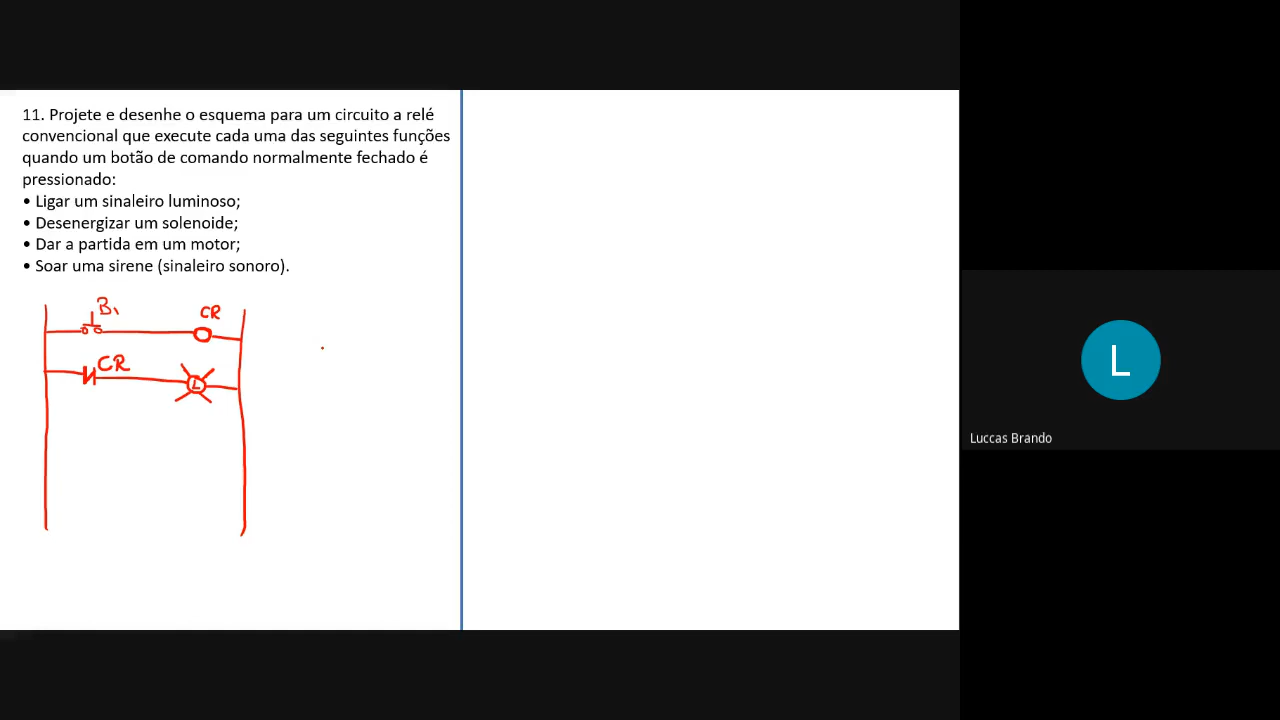 11. Projete e desenhe o esquema para um circuito a relé
convencional que execute cada uma das seguintes funções
quando um botão de comando normalmente fechado é
pressionado:
• Ligar um sinaleiro luminoso;
• Desenergizar um solenoide;
• Dar a partida em um motor;
• Soar uma sirene (sinaleiro sonoro).
B1
CR
CR
L
L
Luccas Brando